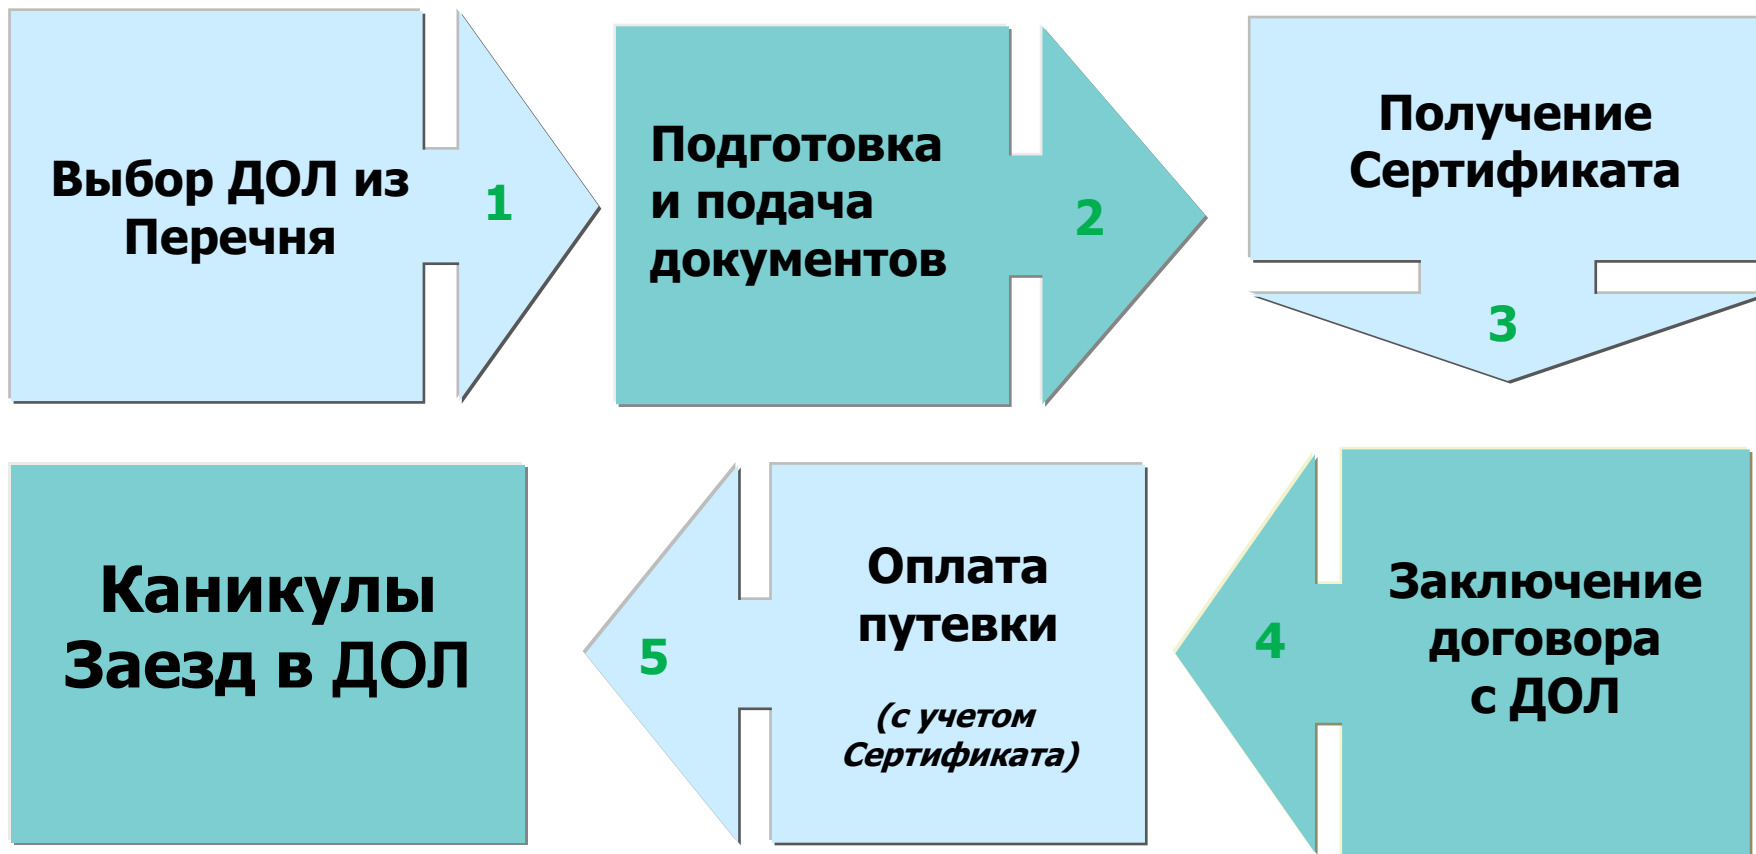 Выбор ДОЛ из
Перечня
1
Подготовка
и подача
документов
2
Получение
Сертификата
3
Заключение
договора
с ДОЛ
4
Оплата
путевки
(с учетом
Сертификата)
5
Каникулы
Заезд в ДОЛ